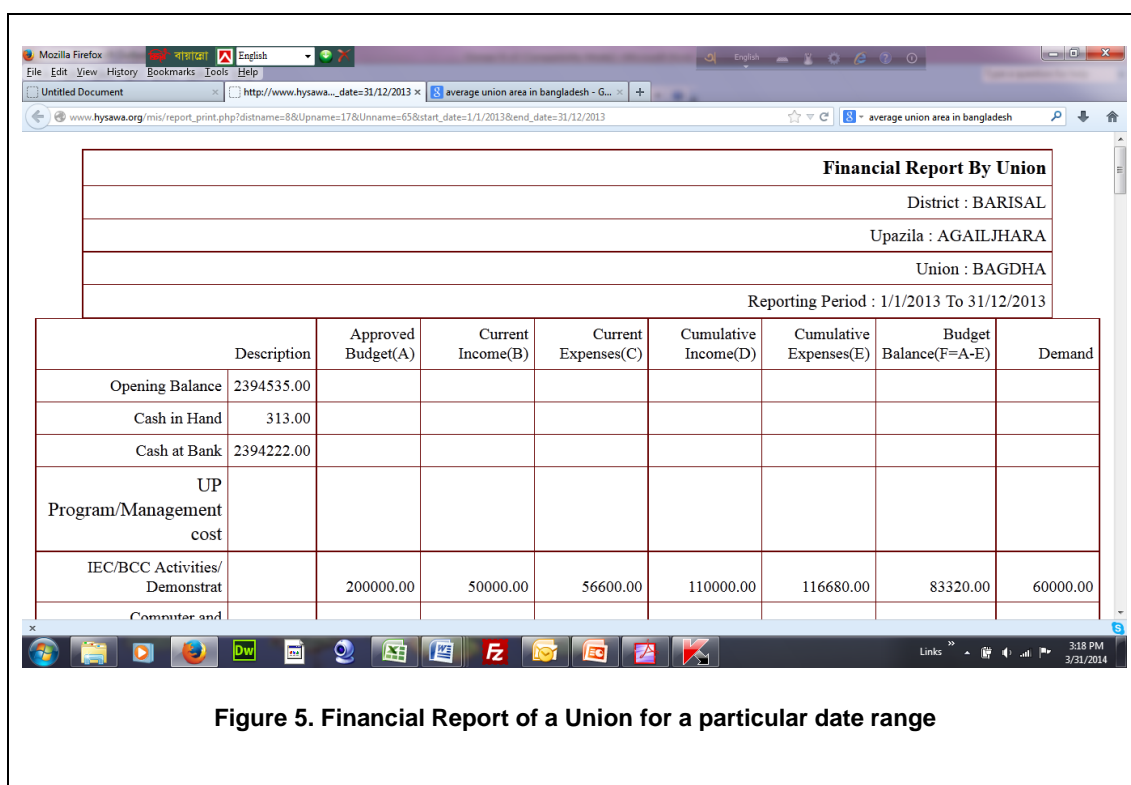 Mozilla Firefox
বায়ান্নো English
English
File Edit View History Bookmarks Tools Help
Untitled Document
http://www.hysawa..._date=31/12/2013
average union area in bangladesh - G...
www.hysawa.org/mis/report_print.php?distname=8&Upname=17&Unname=65&start_date=1/1/2013&end_date=31/12/2013
average union area in bangladesh
Financial Report By Union
District : BARISAL
Upazila : AGAILJHARA
Union : BAGDHA
Reporting Period : 1/1/2013 To 31/12/2013
Description Approved Budget(A) Current Income(B) Current Expenses(C) Cumulative Income(D) Cumulative Expenses(E) Budget Balance(F=A-E) Demand
Opening Balance 2394535.00
Cash in Hand 313.00
Cash at Bank 2394222.00
UP
Program/Management
cost
IEC/BCC Activities/
Demonstrat 200000.00 50000.00 56600.00 110000.00 116680.00 83320.00 60000.00
Computer and
Dw
Fz
Links
3:18 PM
3/31/2014
Figure 5. Financial Report of a Union for a particular date range